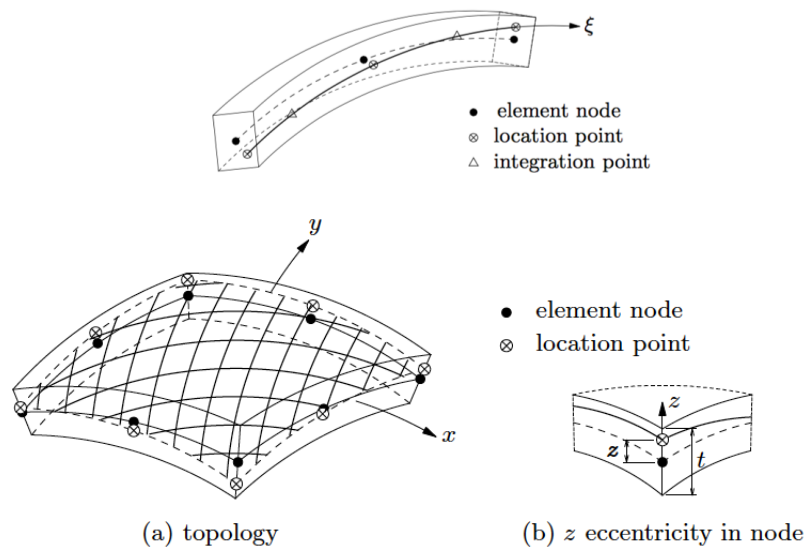 ξ
● element node
⊗ location point
△ integration point
y
● element node
⊗ location point
z
z
t
x
(a) topology
(b) z eccentricity in node